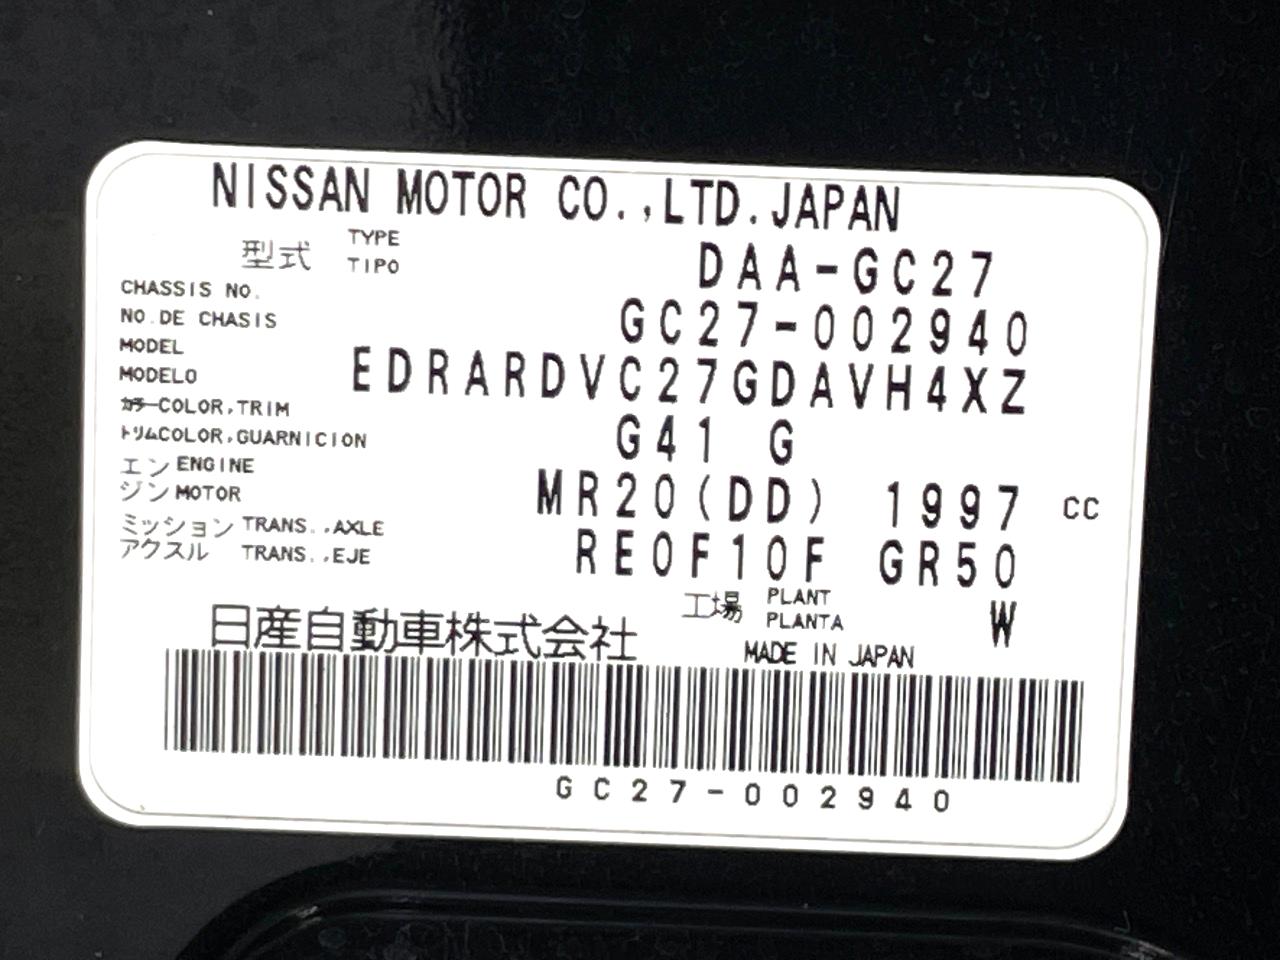 NISSAN MOTOR CO.,LTD.JAPAN
型式 TYPE TIPO DAA-GC27
CHASSIS NO.
NO.DE CHASIS GC27-002940
MODEL
MODELO EDRARDVC27GDAVH4XZ
カラーCOLOR,TRIM
トリムCOLOR,GUARNICION G41 G
エンジン ENGINE MOTOR MR20(DD) 1997 CC
ミッション TRANS.,AXLE
アクスル TRANS.,EJE RE0F10F GR50
工場 PLANT PLANTA W
日産自動車株式会社 MADE IN JAPAN
GC27-002940